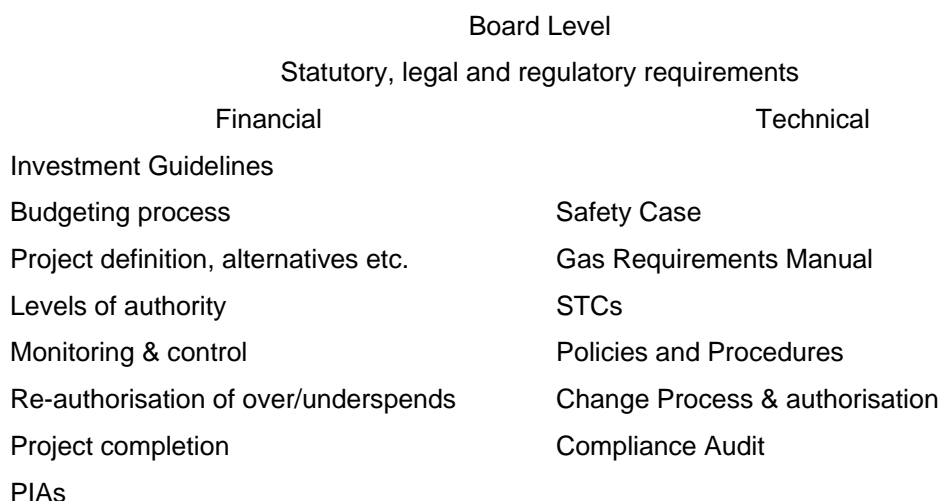 Board Level
Statutory, legal and regulatory requirements
Financial Technical
Investment Guidelines
Budgeting process Safety Case
Project definition, alternatives etc. Gas Requirements Manual
Levels of authority STCs
Monitoring & control Policies and Procedures
Re-authorisation of over/underspends Change Process & authorisation
Project completion Compliance Audit
PIAs